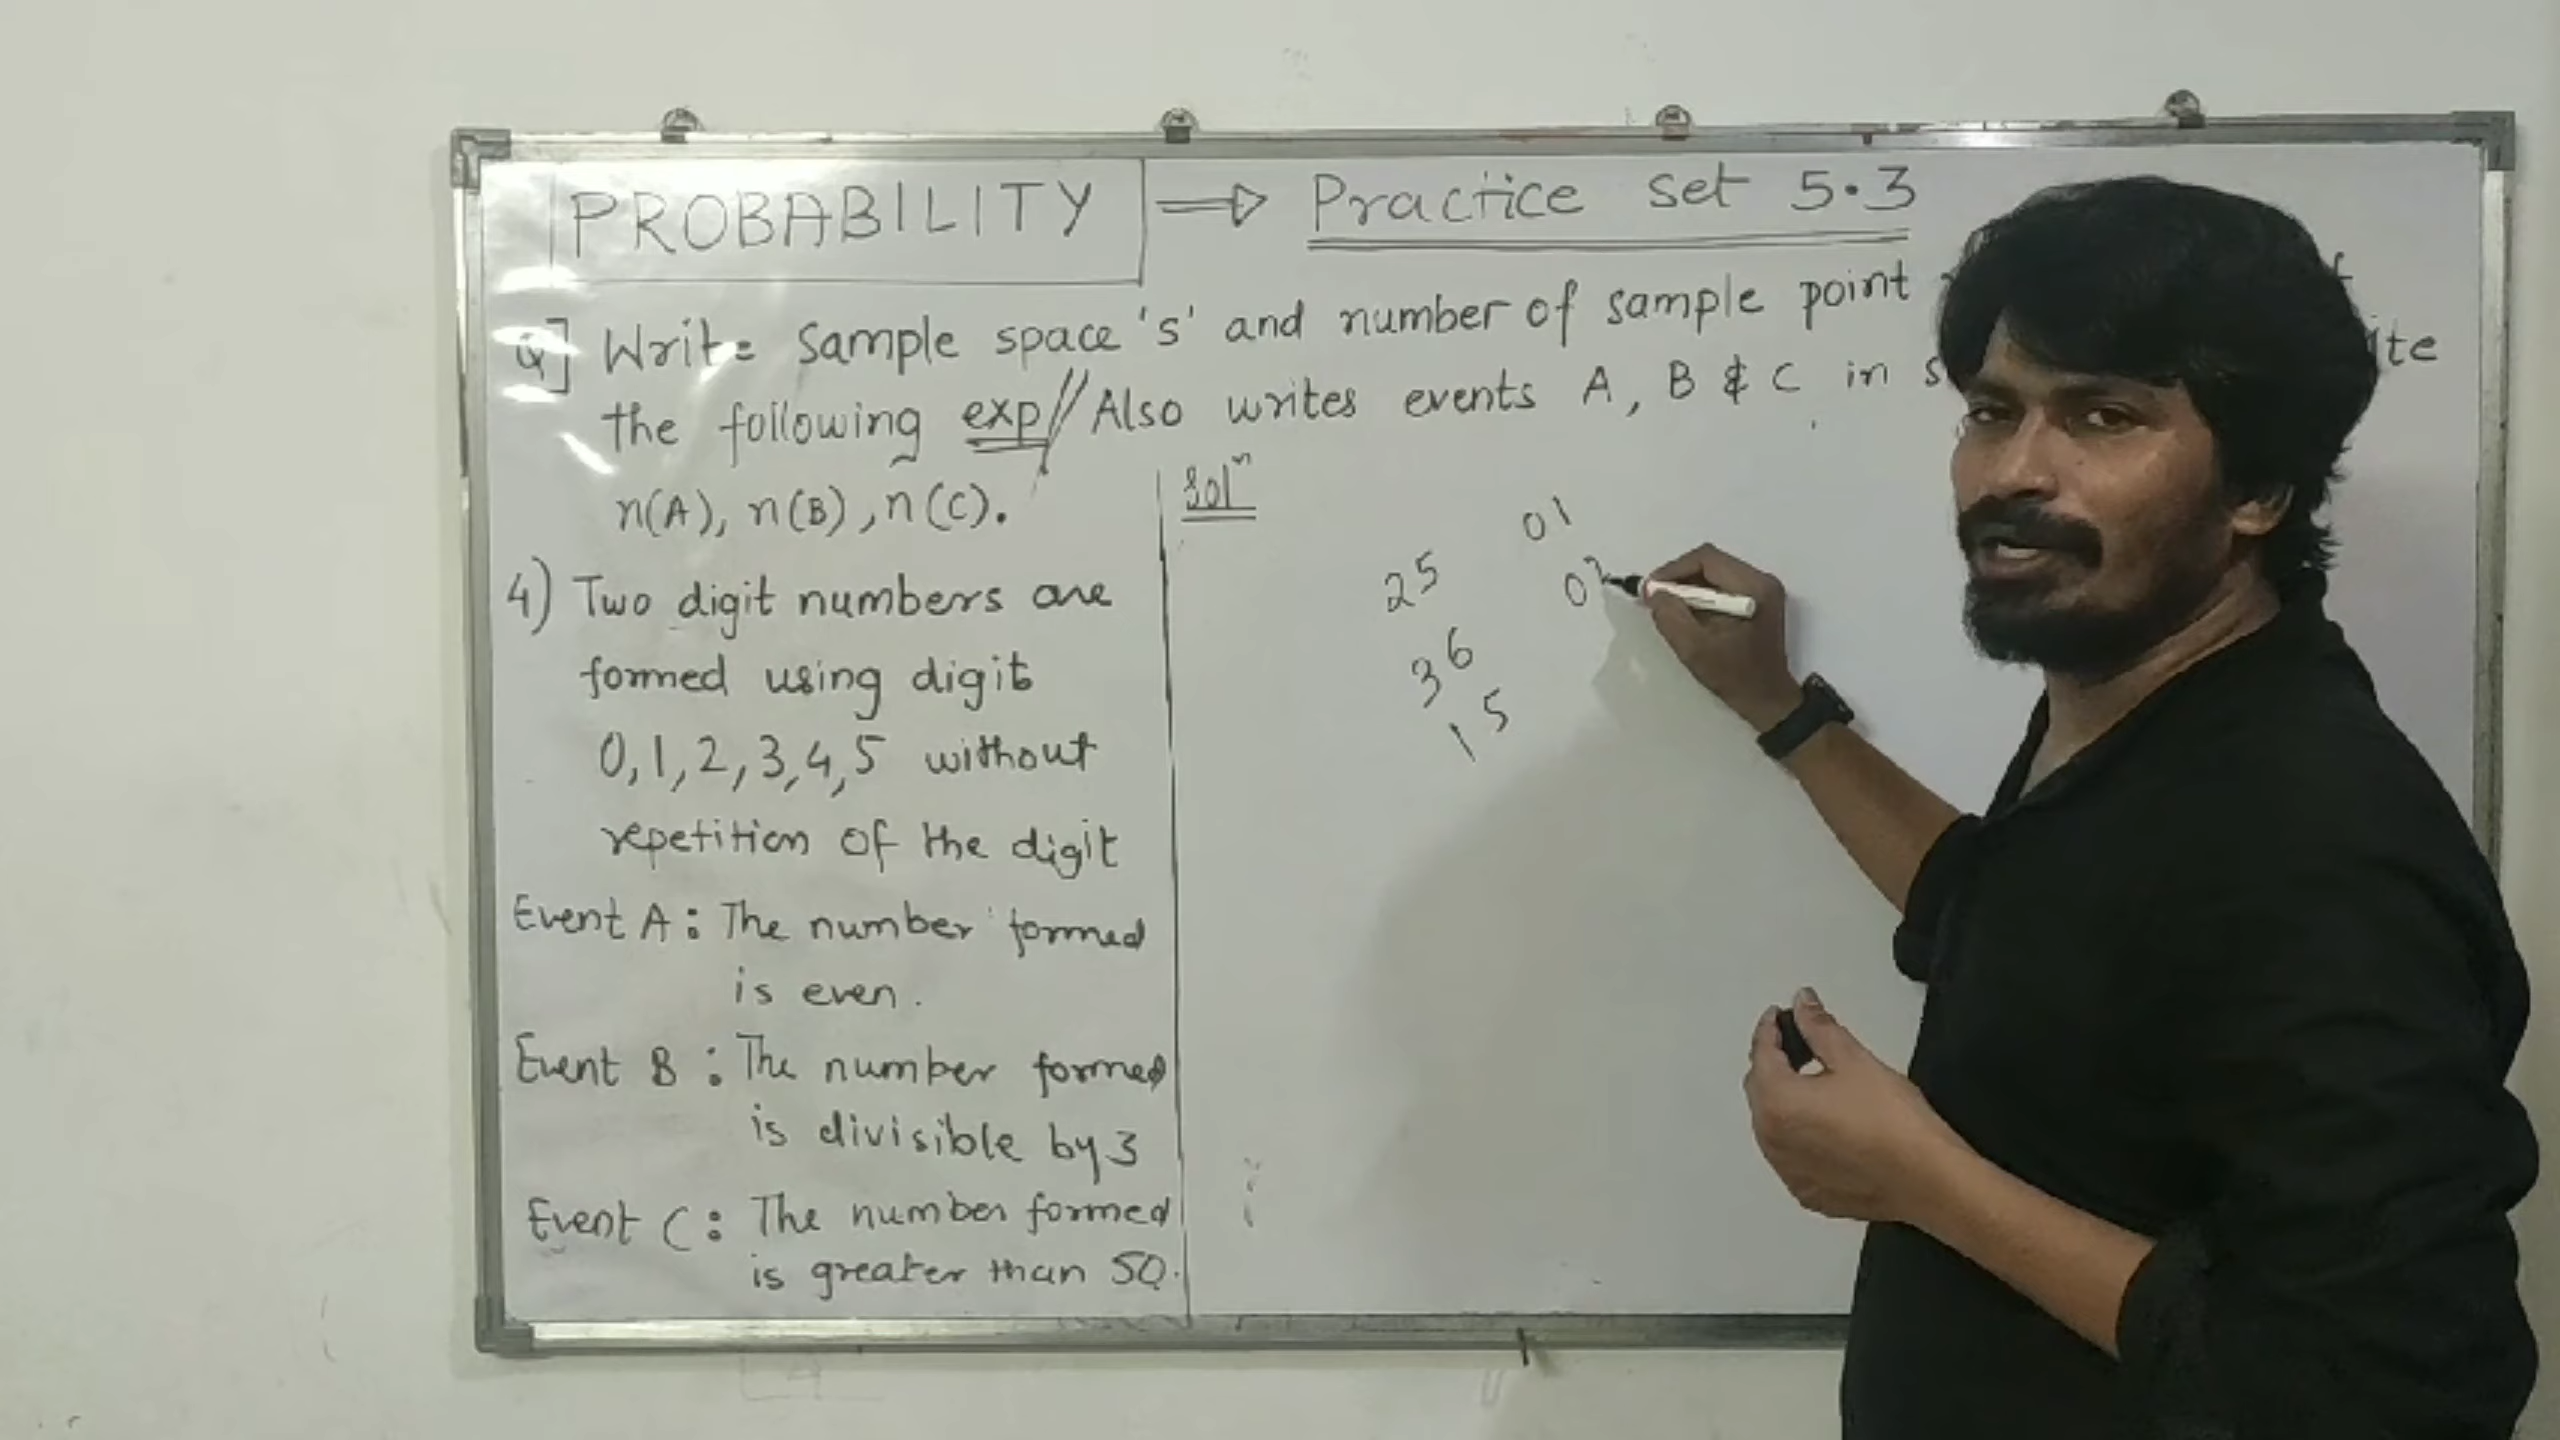 PROBABILITY ⇒ Practice set 5.3
Q] Write Sample space 's' and number of sample point
the following exp // Also writes events A, B & C in
n(A), n(B), n(C).
Solⁿ
4) Two digit numbers are
formed using digit
0,1,2,3,4,5 without
repetition of the digit
Event A: The number formed
is even.
Event B: The number formed
is divisible by 3
Event C: The number formed
is greater than 50.
25
36
15
01
02